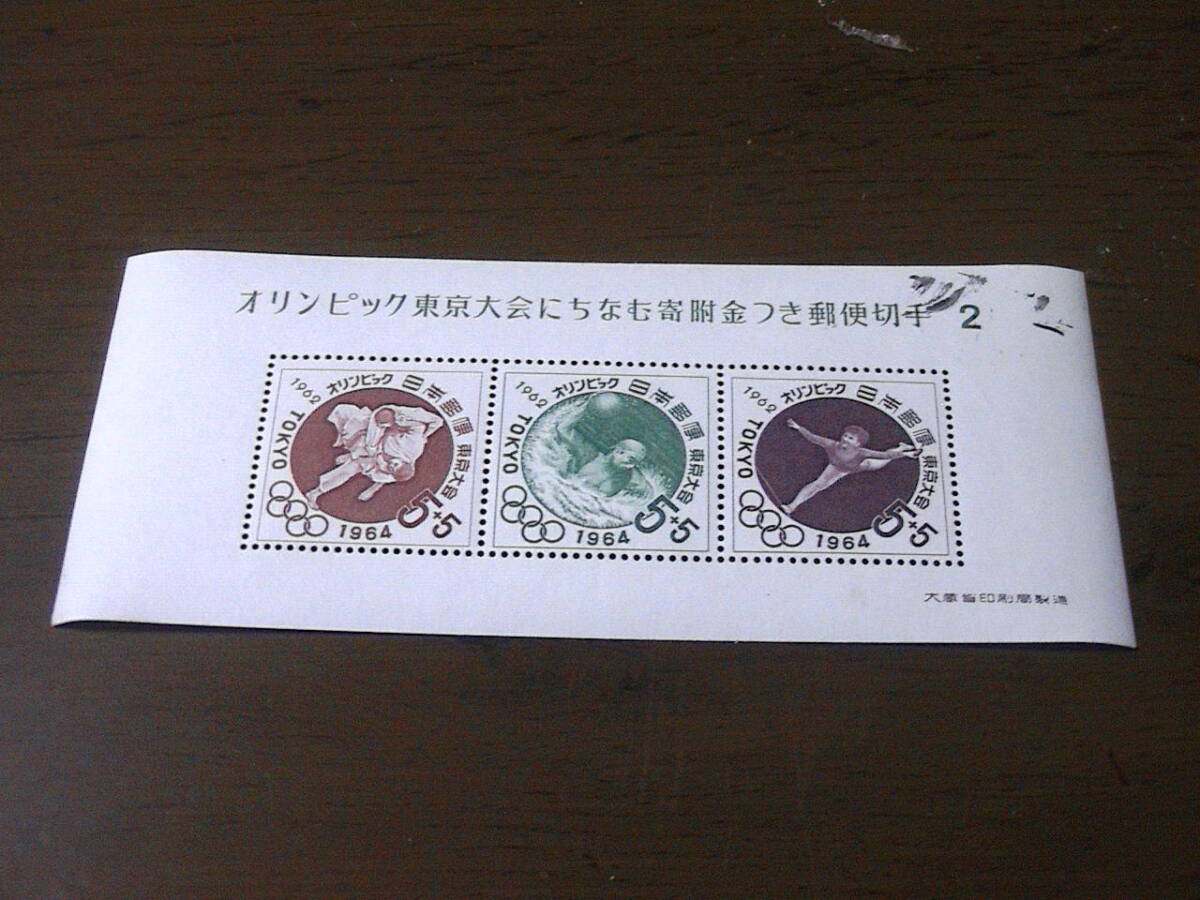 オリンピック東京大会にちなむ寄附金つき郵便切手 2
1962 オリンピック 日本郵便
TOKYO
東京大会
5+5
1964
1962 オリンピック 日本郵便
TOKYO
東京大会
5+5
1964
1962 オリンピック 日本郵便
TOKYO
東京大会
5+5
1964
大蔵省印刷局製造